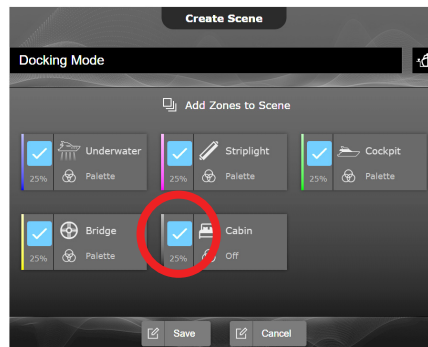 Create Scene
Docking Mode
Add Zones to Scene
Underwater
25% Palette
Striplight
25% Palette
Cockpit
25% Palette
Bridge
25% Palette
Cabin
25% Off
Save Cancel